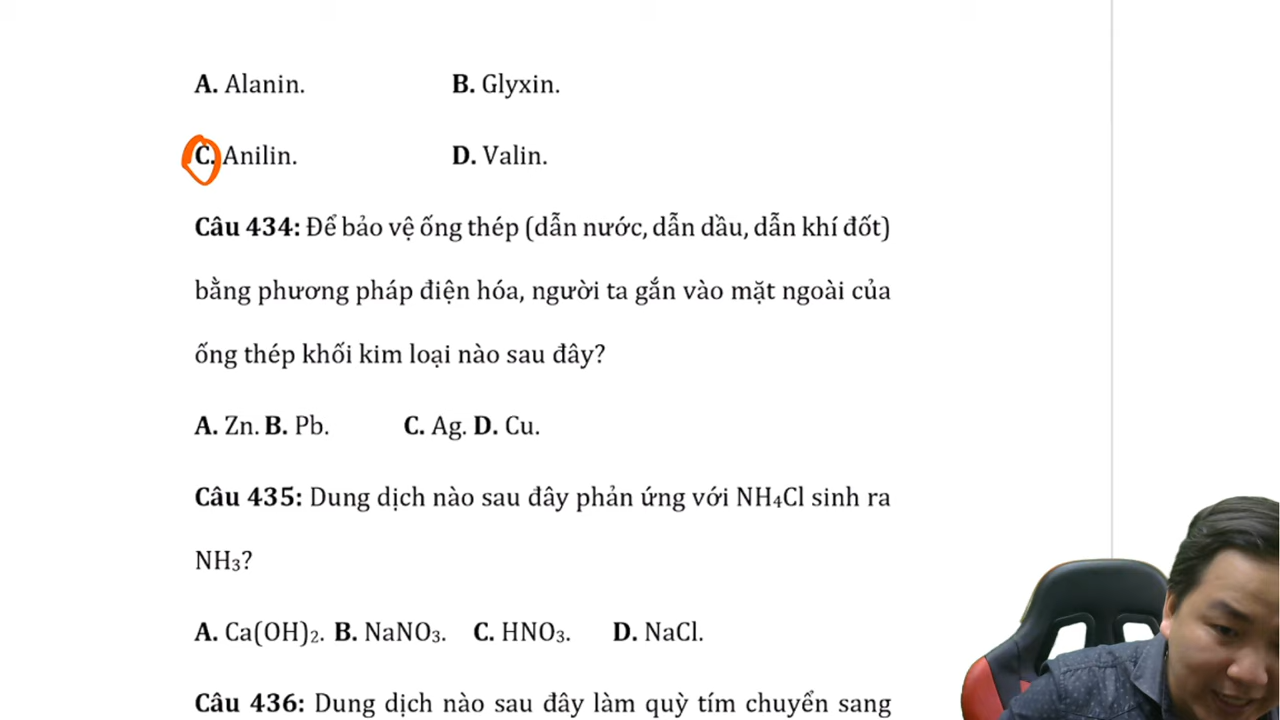 A. Alanin. B. Glyxin.
C. Anilin. D. Valin.
Câu 434: Để bảo vệ ống thép (dẫn nước, dẫn dầu, dẫn khí đốt)
bằng phương pháp điện hóa, người ta gắn vào mặt ngoài của
ống thép khối kim loại nào sau đây?
A. Zn. B. Pb. C. Ag. D. Cu.
Câu 435: Dung dịch nào sau đây phản ứng với NH₄Cl sinh ra
NH₃?
A. Ca(OH)₂. B. NaNO₃. C. HNO₃. D. NaCl.
Câu 436: Dung dịch nào sau đây làm quỳ tím chuyển sang